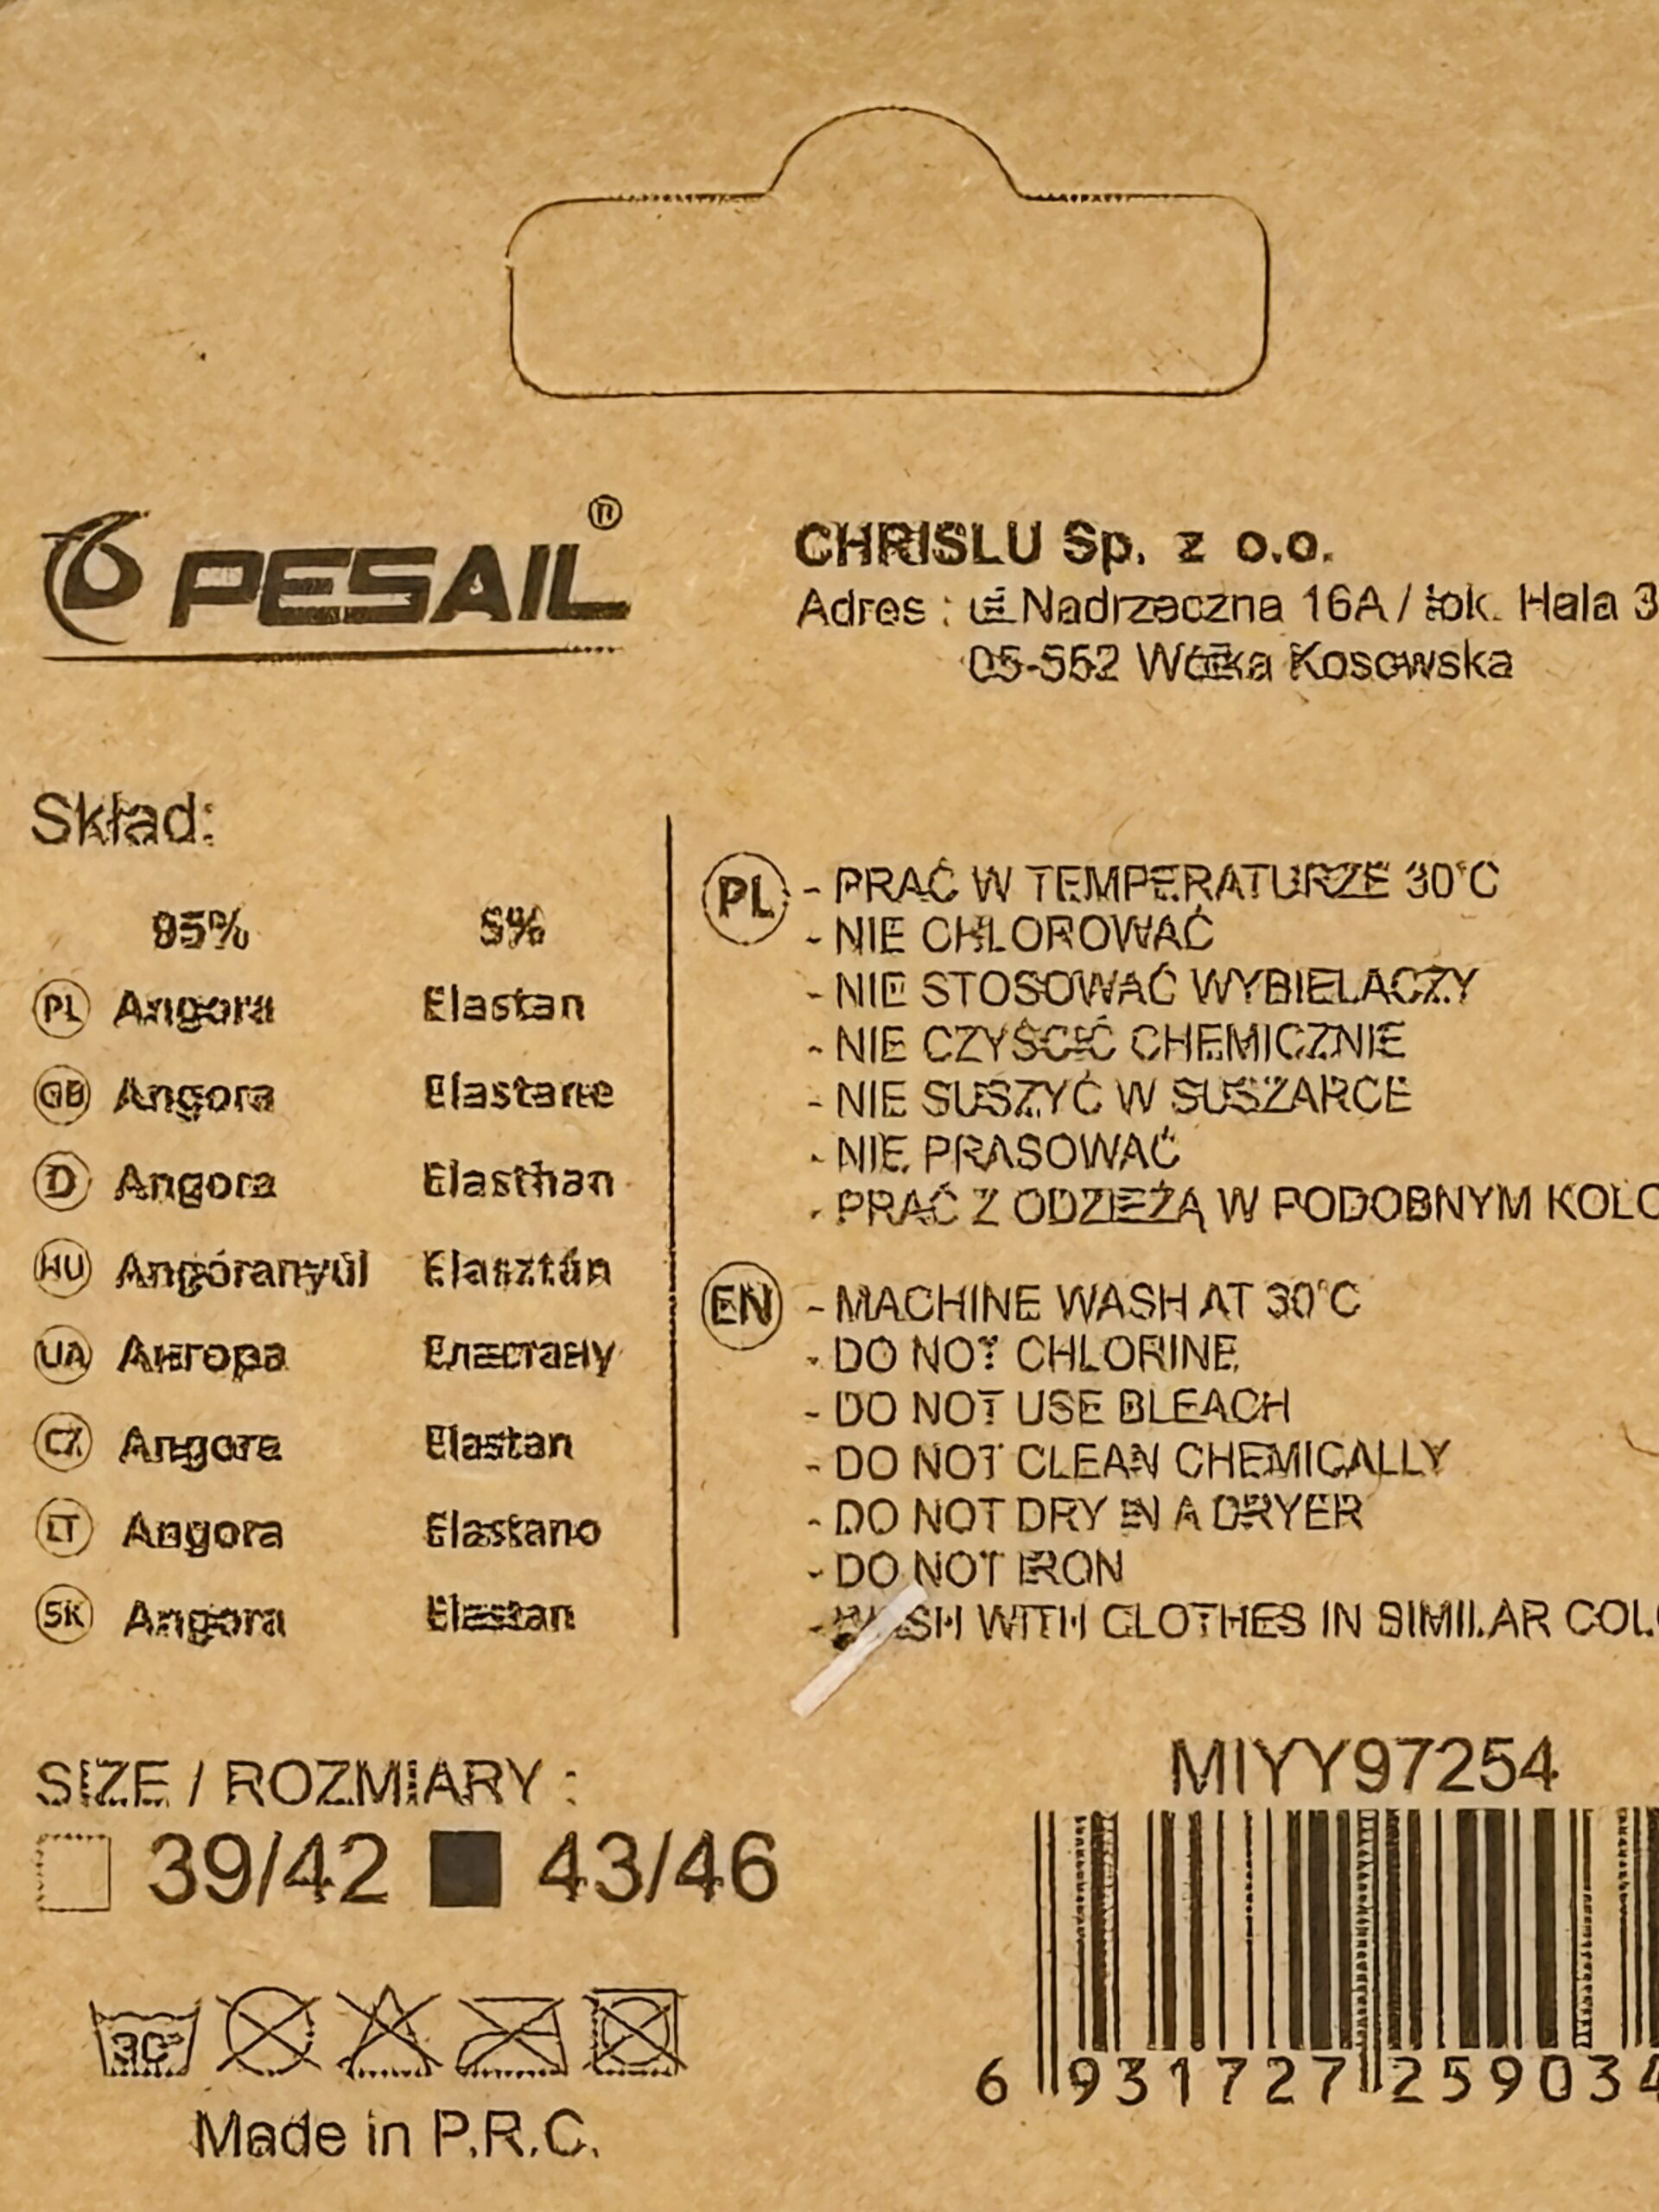 PESAIL®
CHRISLU Sp. z o.o.
Adres : ul. Nadrzeczna 16A / lok. Hala 3
05-552 Wólka Kosowska
Skład:
95% 5%
PL Angora Elastan
GB Angora Elastane
D Angora Elasthan
HU Angóranyúl Elasztán
UA Ангора Еластану
CZ Angora Elastan
LT Angora Elastano
SK Angora Elastan
PL - PRAĆ W TEMPERATURZE 30°C
- NIE CHLOROWAĆ
- NIE STOSOWAĆ WYBIELACZY
- NIE CZYŚCIĆ CHEMICZNIE
- NIE SUSZYĆ W SUSZARCE
- NIE PRASOWAĆ
- PRAĆ Z ODZIEŻĄ W PODOBNYM KOLO
EN - MACHINE WASH AT 30°C
- DO NOT CHLORINE
- DO NOT USE BLEACH
- DO NOT CLEAN CHEMICALLY
- DO NOT DRY IN A DRYER
- DO NOT IRON
- WASH WITH CLOTHES IN SIMILAR COL
SIZE / ROZMIARY :
39/42 43/46
30°
Made in P.R.C.
MIYY97254
6 931727 259034